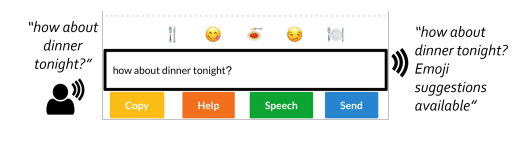 "how about
dinner
tonight?"
how about dinner tonight?
Copy
Help
Speech
Send
"how about
dinner tonight?
Emoji
suggestions
available"